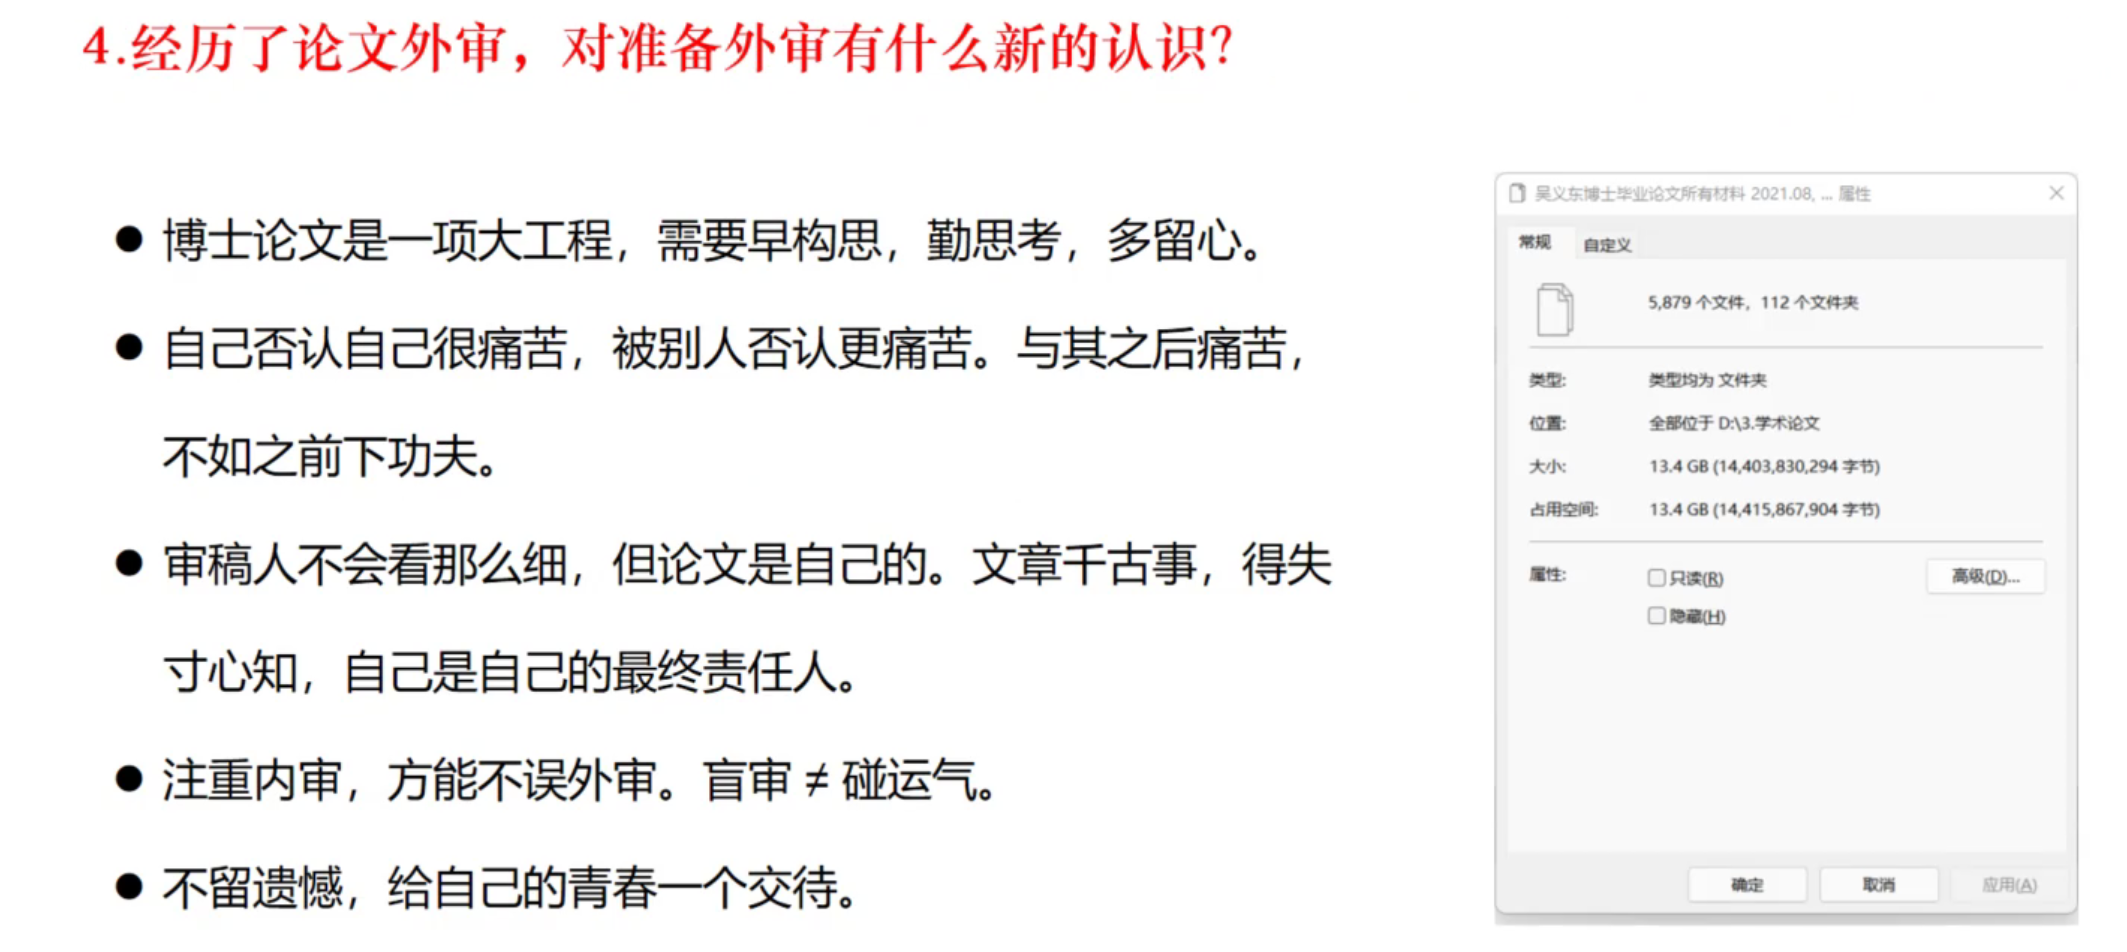 4.经历了论文外审，对准备外审有什么新的认识？
● 博士论文是一项大工程，需要早构思，勤思考，多留心。
● 自己否认自己很痛苦，被别人否认更痛苦。与其之后痛苦，
不如之前下功夫。
● 审稿人不会看那么细，但论文是自己的。文章千古事，得失
寸心知，自己是自己的最终责任人。
● 注重内审，方能不误外审。盲审 ≠ 碰运气。
● 不留遗憾，给自己的青春一个交待。
吴义东博士毕业论文所有材料 2021.08, ... 属性
常规 自定义
5,879 个文件，112 个文件夹
类型: 类型均为 文件夹
位置: 全部位于 D:\3.学术论文
大小: 13.4 GB (14,403,830,294 字节)
占用空间: 13.4 GB (14,415,867,904 字节)
属性: 只读(R) 高级(D)...
隐藏(H)
确定 取消 应用(A)